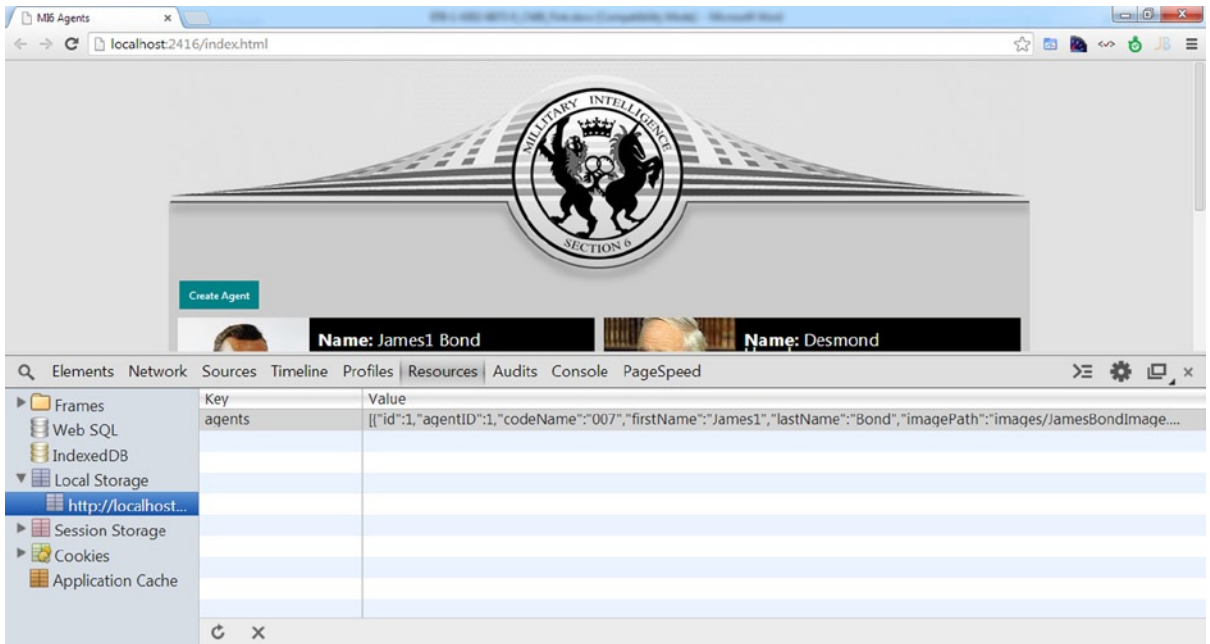 MI6 Agents
localhost:2416/index.html
MILLITARY INTELLIGENCE
SECTION 6
Create Agent
Name: James1 Bond
Name: Desmond
Elements Network Sources Timeline Profiles Resources Audits Console PageSpeed
Frames
Web SQL
IndexedDB
Local Storage
http://localhost...
Session Storage
Cookies
Application Cache
Key Value
agents [{"id":1,"agentID":1,"codeName":"007","firstName":"James1","lastName":"Bond","imagePath":"images/JamesBondImage....